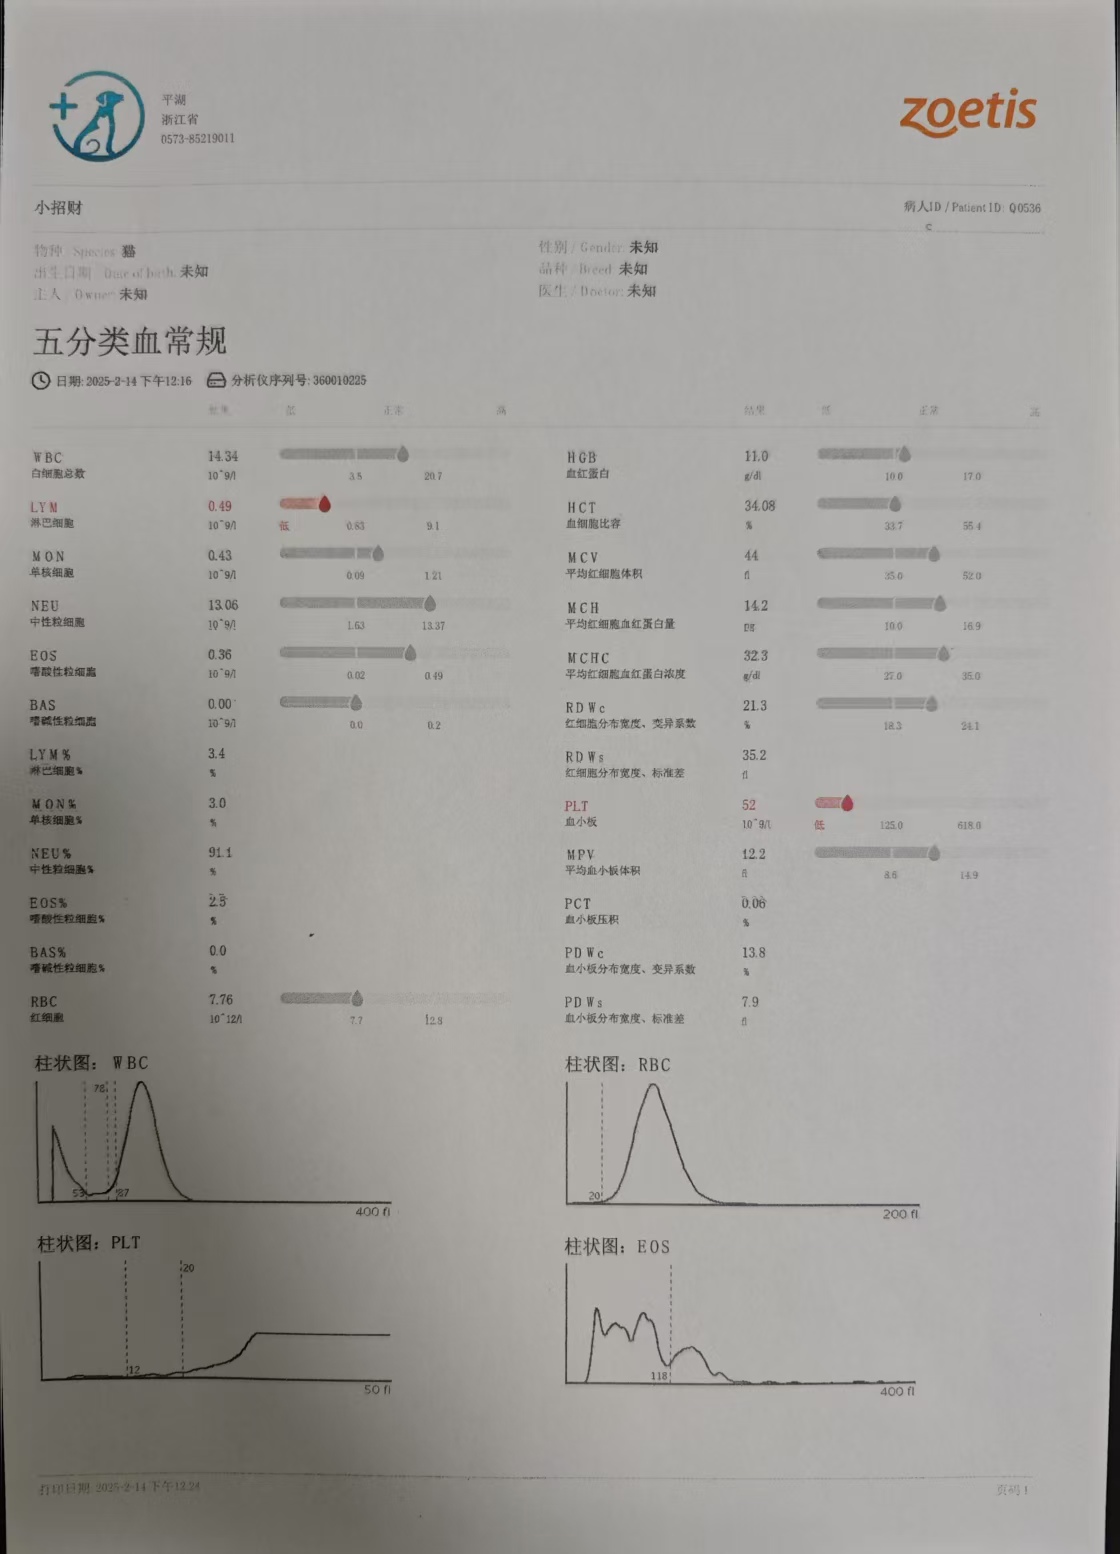 平湖
浙江省
0573-85219011
zoetis
小招财
病人ID / Patient ID: Q0536
c
物种 / Species: 猫
性别 / Gender: 未知
出生日期 / Date of birth: 未知
品种 / Breed: 未知
主人 / Owner: 未知
医生 / Doctor: 未知
五分类血常规
日期: 2025-2-14 下午12:16 分析仪序列号: 360010225
结果 低 正常 高 结果 低 正常 高
WBC 14.34
白细胞总数 10^9/l 3.5 20.7
LYM 0.49
淋巴细胞 10^9/l 低 0.83 9.1
MON 0.43
单核细胞 10^9/l 0.09 1.21
NEU 13.06
中性粒细胞 10^9/l 1.63 13.37
EOS 0.36
嗜酸性粒细胞 10^9/l 0.02 0.49
BAS 0.00
嗜碱性粒细胞 10^9/l 0.0 0.2
LYM% 3.4
淋巴细胞% %
MON% 3.0
单核细胞% %
NEU% 91.1
中性粒细胞% %
EOS% 2.5
嗜酸性粒细胞% %
BAS% 0.0
嗜碱性粒细胞% %
RBC 7.76
红细胞 10^12/l 7.7 12.8
HGB 11.0
血红蛋白 g/dl 10.0 17.0
HCT 34.08
血细胞比容 % 33.7 55.4
MCV 44
平均红细胞体积 fl 35.0 52.0
MCH 14.2
平均红细胞血红蛋白量 pg 10.0 16.9
MCHC 32.3
平均红细胞血红蛋白浓度 g/dl 27.0 35.0
RDWc 21.3
红细胞分布宽度、变异系数 % 18.3 24.1
RDWs 35.2
红细胞分布宽度、标准差 fl
PLT 52
血小板 10^9/l 低 125.0 618.0
MPV 12.2
平均血小板体积 fl 8.6 14.9
PCT 0.06
血小板压积 %
PDWc 13.8
血小板分布宽度、变异系数 %
PDWs 7.9
血小板分布宽度、标准差 fl
柱状图: WBC
78
53 87
400 fl
柱状图: RBC
20
200 fl
柱状图: PLT
20
12
50 fl
柱状图: EOS
118
400 fl
打印日期: 2025-2-14 下午12:24
页码 1